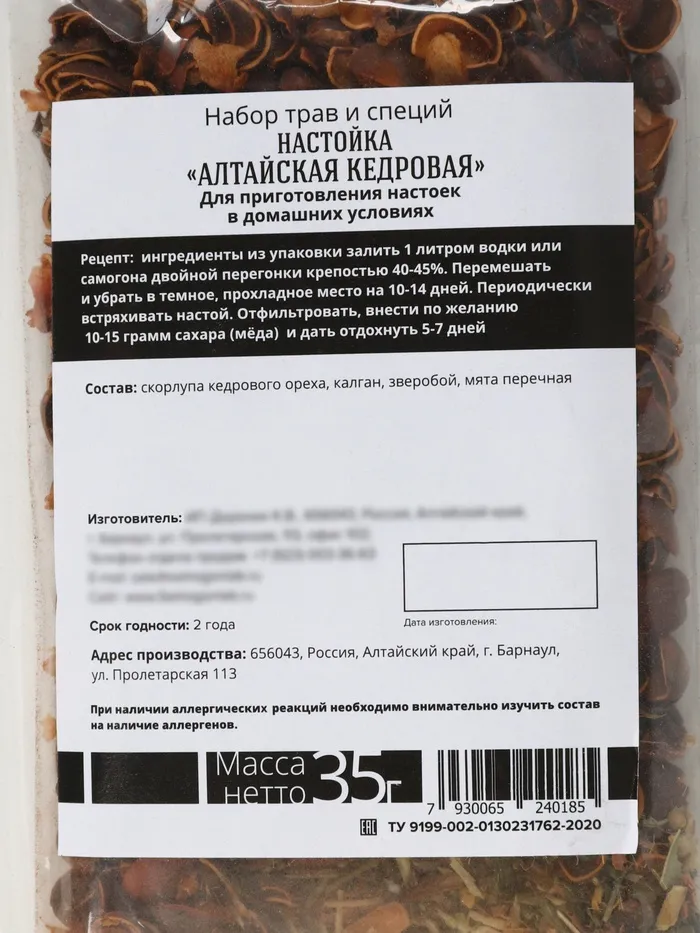 Набор трав и специй
НАСТОЙКА
«АЛТАЙСКАЯ КЕДРОВАЯ»
Для приготовления настоек
в домашних условиях
Рецепт: ингредиенты из упаковки залить 1 литром водки или
самогона двойной перегонки крепостью 40-45%. Перемешать
и убрать в темное, прохладное место на 10-14 дней. Периодически
встряхивать настой. Отфильтровать, внести по желанию
10-15 грамм сахара (мёда) и дать отдохнуть 5-7 дней
Состав: скорлупа кедрового ореха, калган, зверобой, мята перечная
Изготовитель:
Дата изготовления:
Срок годности: 2 года
Адрес производства: 656043, Россия, Алтайский край, г. Барнаул,
ул. Пролетарская 113
При наличии аллергических реакций необходимо внимательно изучить состав
на наличие аллергенов.
Масса
нетто 35г
7 930065 240185
EAC ТУ 9199-002-0130231762-2020